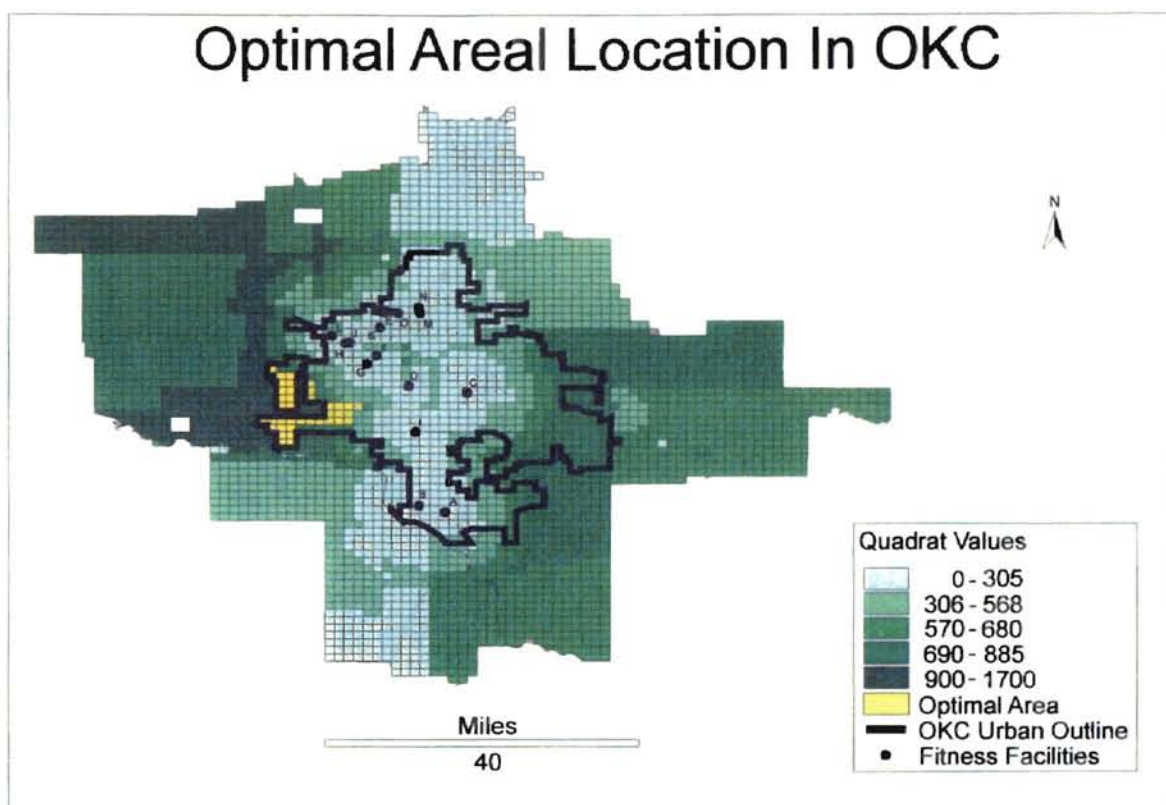 Optimal Areal Location In OKC
N
N
M
J
H
G
D
C
I
B
A
Quadrat Values
0 - 305
306 - 568
570 - 680
690 - 885
900 - 1700
Optimal Area
OKC Urban Outline
Fitness Facilities
Miles
40